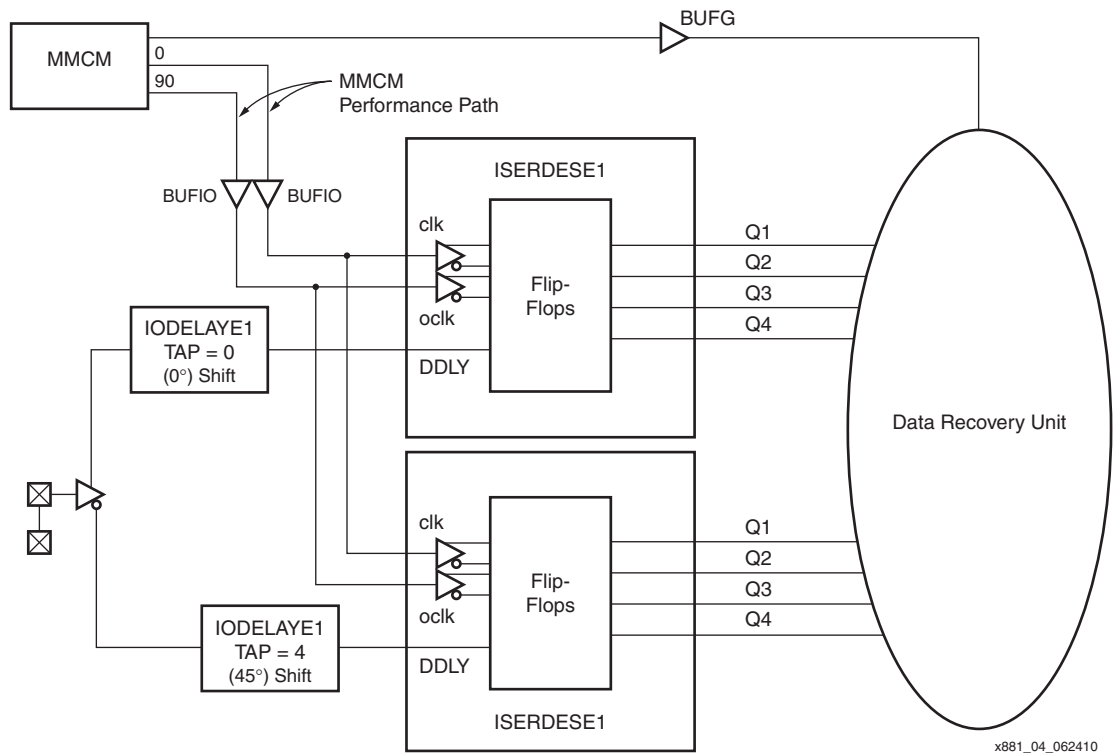 BUFG
MMCM
0
90
MMCM
Performance Path
ISERDESE1
BUFIO
BUFIO
clk
Flip-
Flops
oclk
DDLY
Q1
Q2
Q3
Q4
IODELAYE1
TAP = 0
(0°) Shift
Data Recovery Unit
clk
Flip-
Flops
oclk
DDLY
Q1
Q2
Q3
Q4
IODELAYE1
TAP = 4
(45°) Shift
ISERDESE1
x881_04_062410